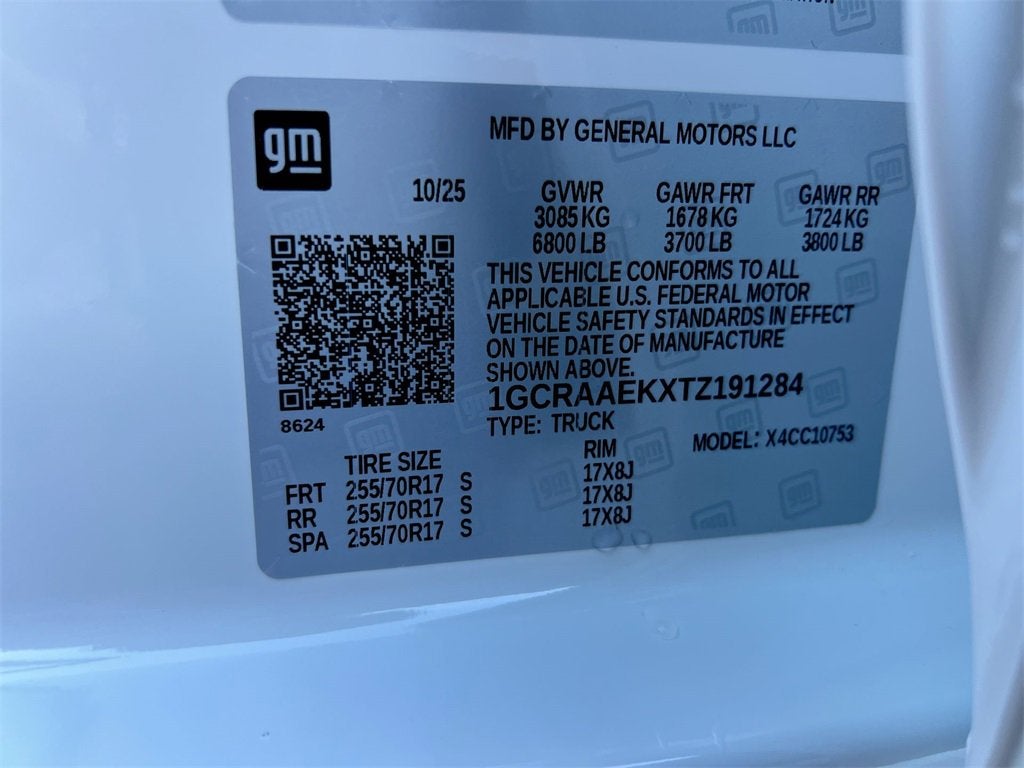 gm
MFD BY GENERAL MOTORS LLC
10/25
GVWR GAWR FRT GAWR RR
3085 KG 1678 KG 1724 KG
6800 LB 3700 LB 3800 LB
THIS VEHICLE CONFORMS TO ALL
APPLICABLE U.S. FEDERAL MOTOR
VEHICLE SAFETY STANDARDS IN EFFECT
ON THE DATE OF MANUFACTURE
SHOWN ABOVE.
1GCRAAEKXTZ191284
TYPE: TRUCK
MODEL: X4CC10753
8624
TIRE SIZE RIM
FRT 255/70R17 S 17X8J
RR 255/70R17 S 17X8J
SPA 255/70R17 S 17X8J